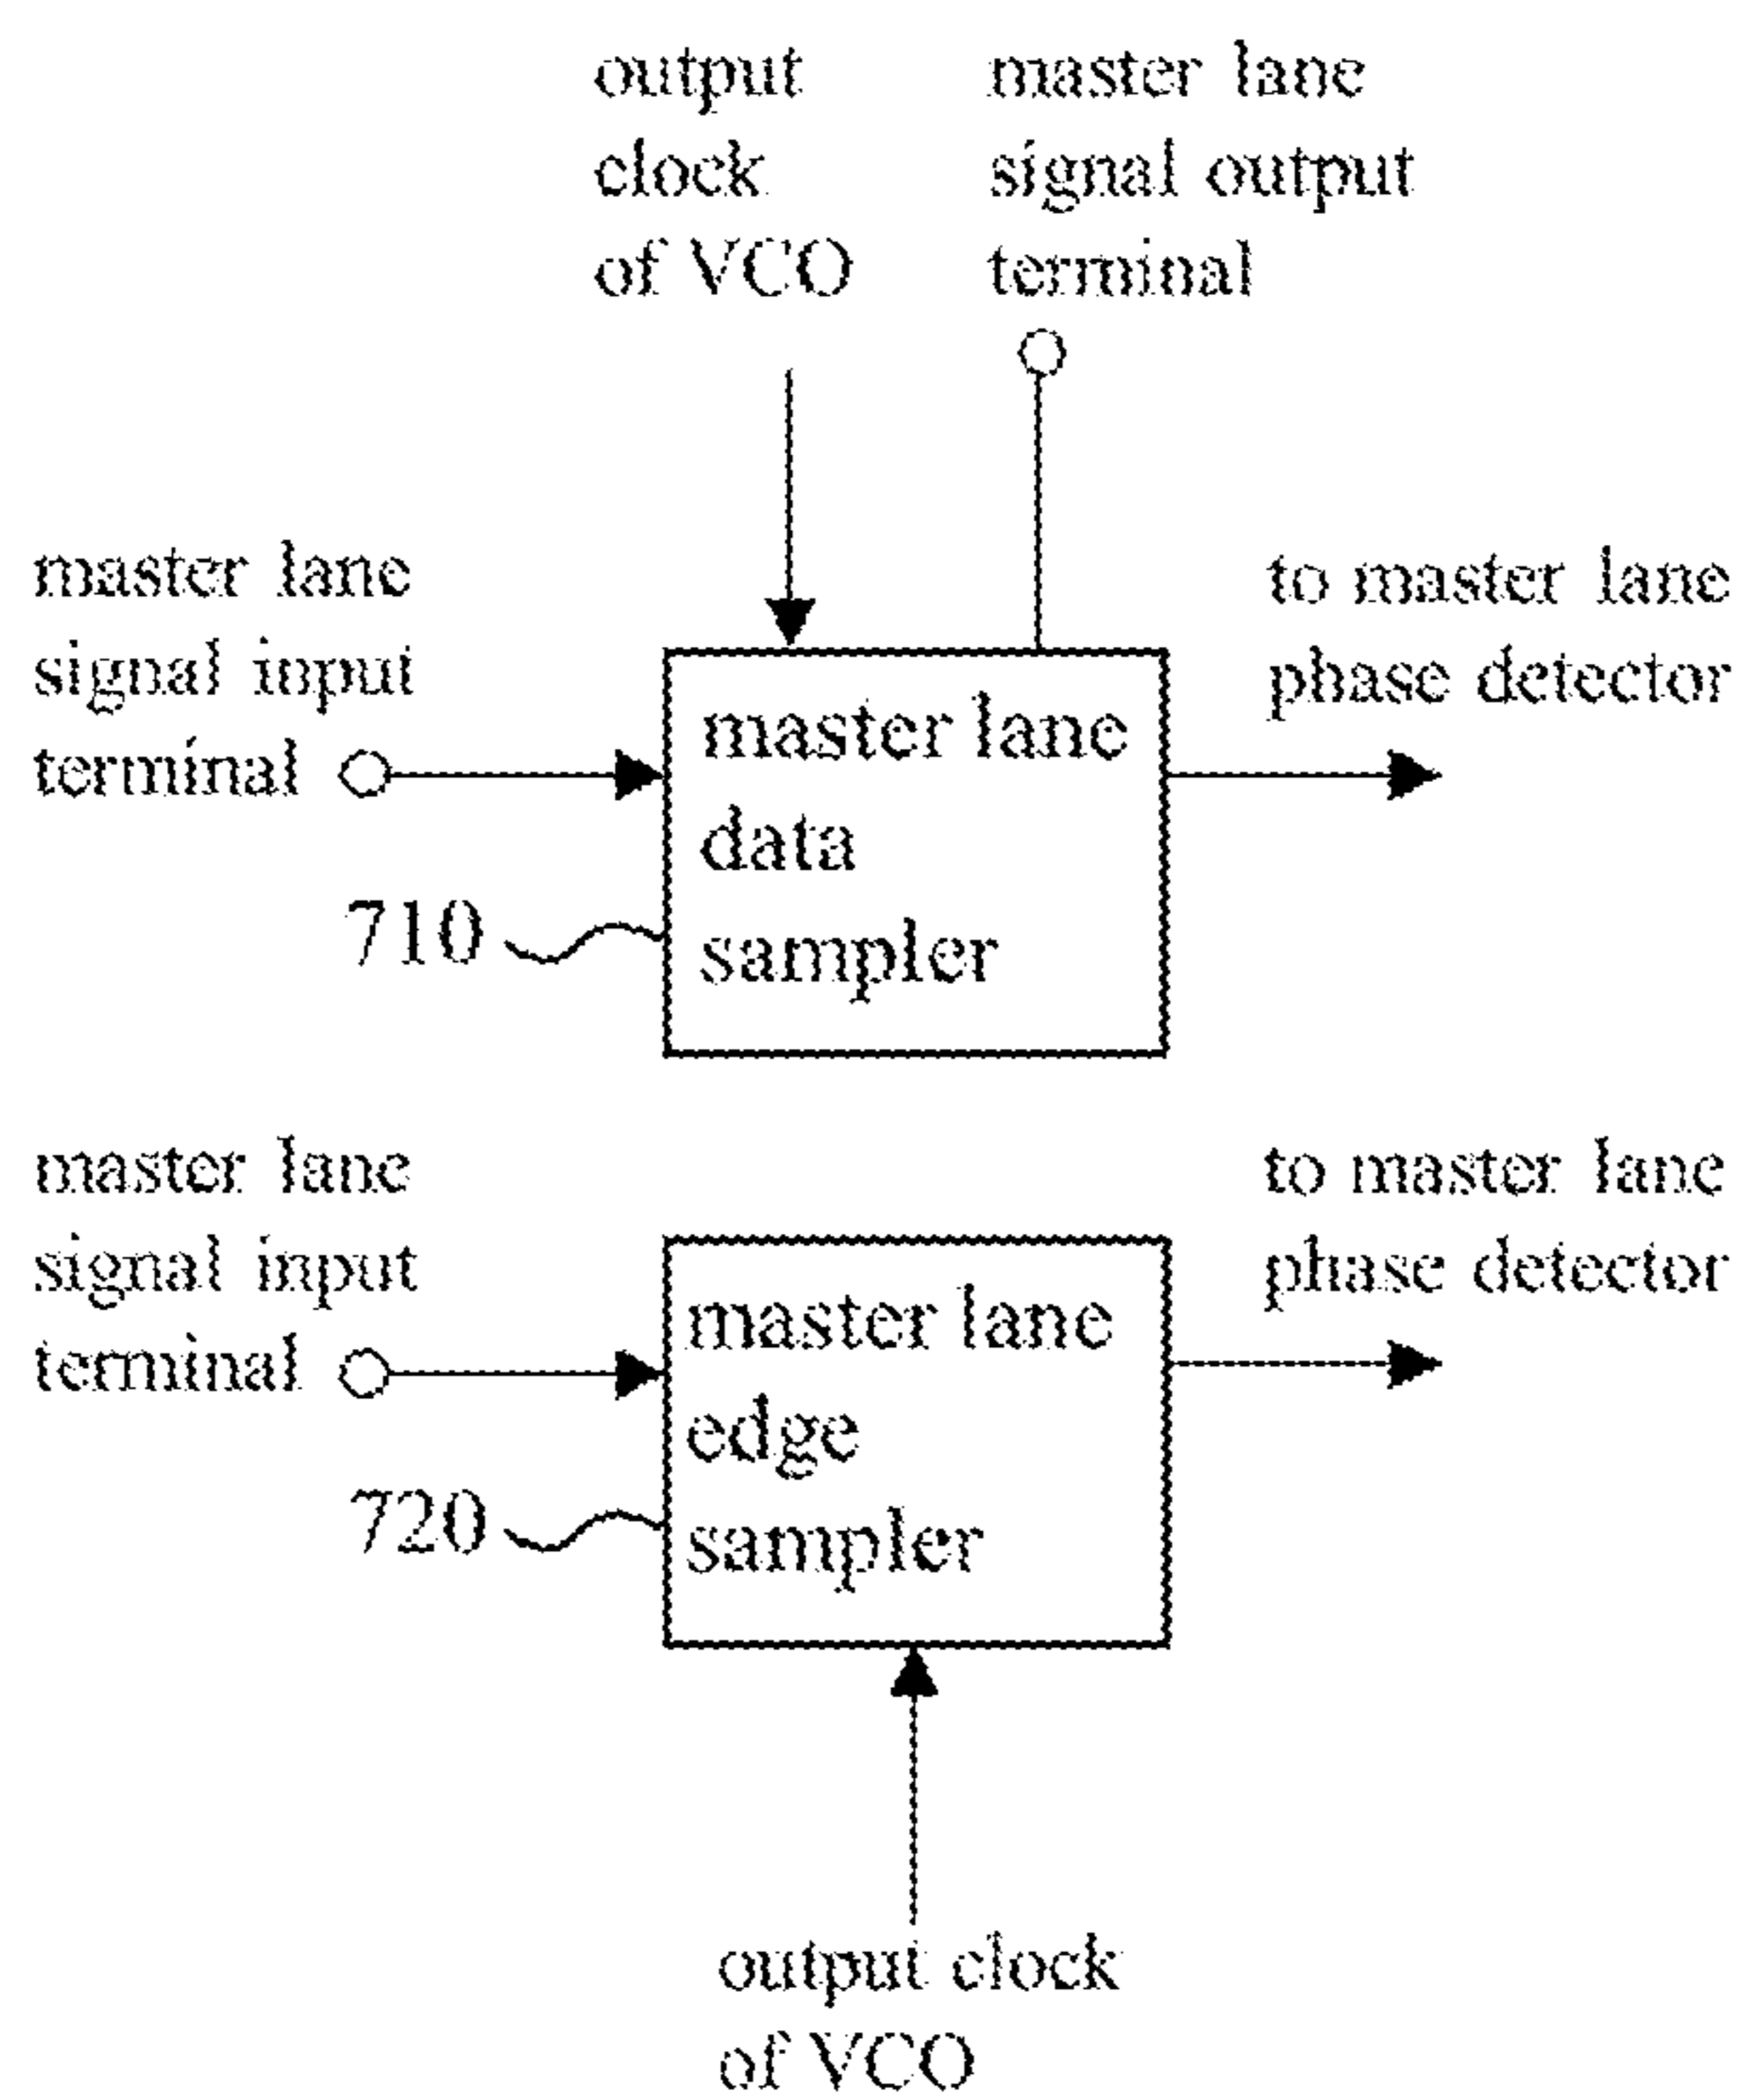 output
clock
of VCO
master lane
signal output
terminal
master lane
signal input
terminal
to master lane
phase detector
master lane
data
sampler
710
master lane
signal input
terminal
to master lane
phase detector
master lane
edge
sampler
720
output clock
of VCO